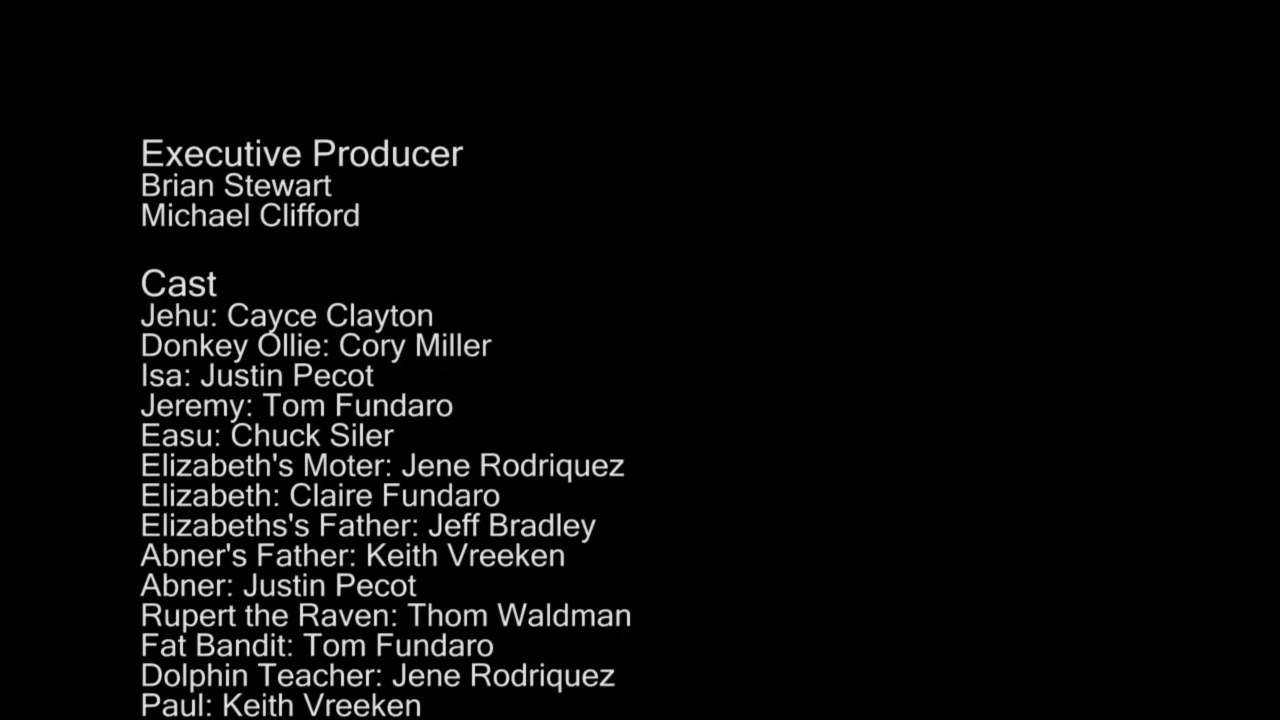 Executive Producer
Brian Stewart
Michael Clifford
Cast
Jehu: Cayce Clayton
Donkey Ollie: Cory Miller
Isa: Justin Pecot
Jeremy: Tom Fundaro
Easu: Chuck Siler
Elizabeth's Moter: Jene Rodriquez
Elizabeth: Claire Fundaro
Elizabeths's Father: Jeff Bradley
Abner's Father: Keith Vreeken
Abner: Justin Pecot
Rupert the Raven: Thom Waldman
Fat Bandit: Tom Fundaro
Dolphin Teacher: Jene Rodriquez
Paul: Keith Vreeken